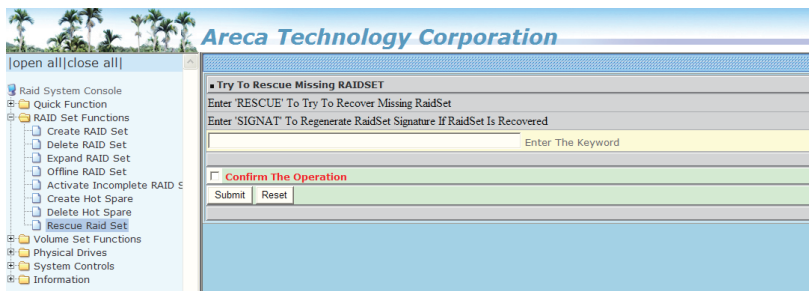 Areca Technology Corporation
|open all|close all|
Raid System Console
Quick Function
RAID Set Functions
Create RAID Set
Delete RAID Set
Expand RAID Set
Offline RAID Set
Activate Incomplete RAID S
Create Hot Spare
Delete Hot Spare
Rescue Raid Set
Volume Set Functions
Physical Drives
System Controls
Information
Try To Rescue Missing RAIDSET
Enter 'RESCUE' To Try To Recover Missing RaidSet
Enter 'SIGNAT' To Regenerate RaidSet Signature If RaidSet Is Recovered
Enter The Keyword
Confirm The Operation
Submit Reset